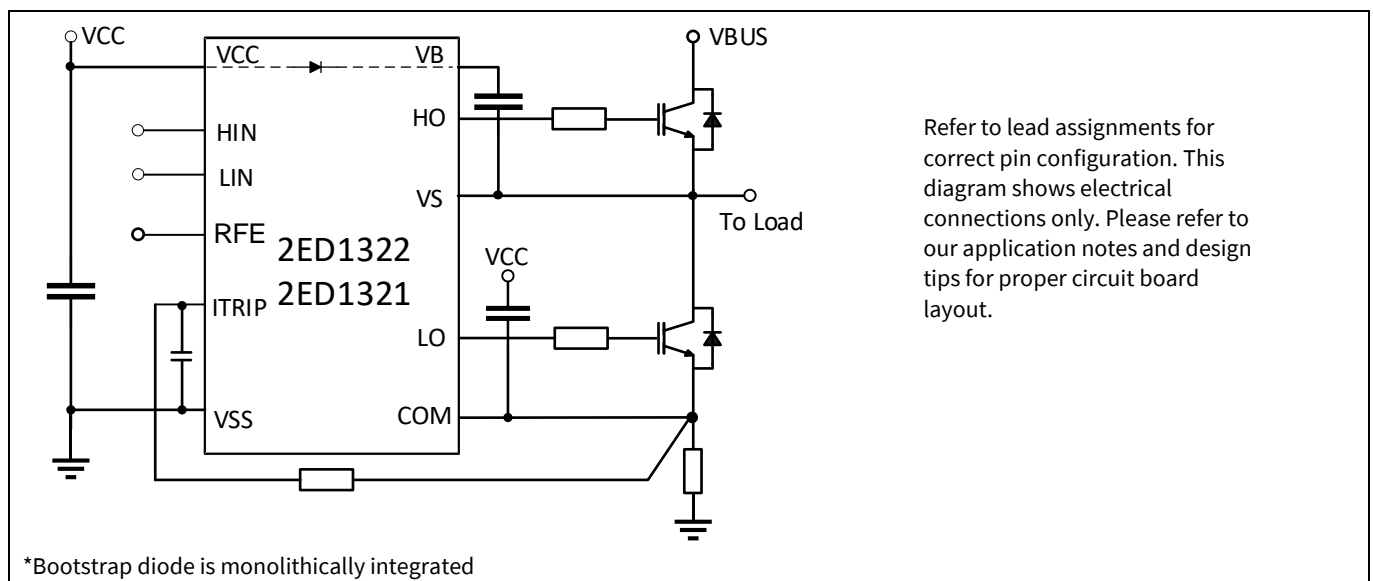 VCC
VBUS
VCC
VB
HIN
HO
LIN
VS
To Load
RFE
2ED1322
2ED1321
VCC
ITRIP
LO
VSS
COM
Refer to lead assignments for
correct pin configuration. This
diagram shows electrical
connections only. Please refer to
our application notes and design
tips for proper circuit board
layout.
*Bootstrap diode is monolithically integrated